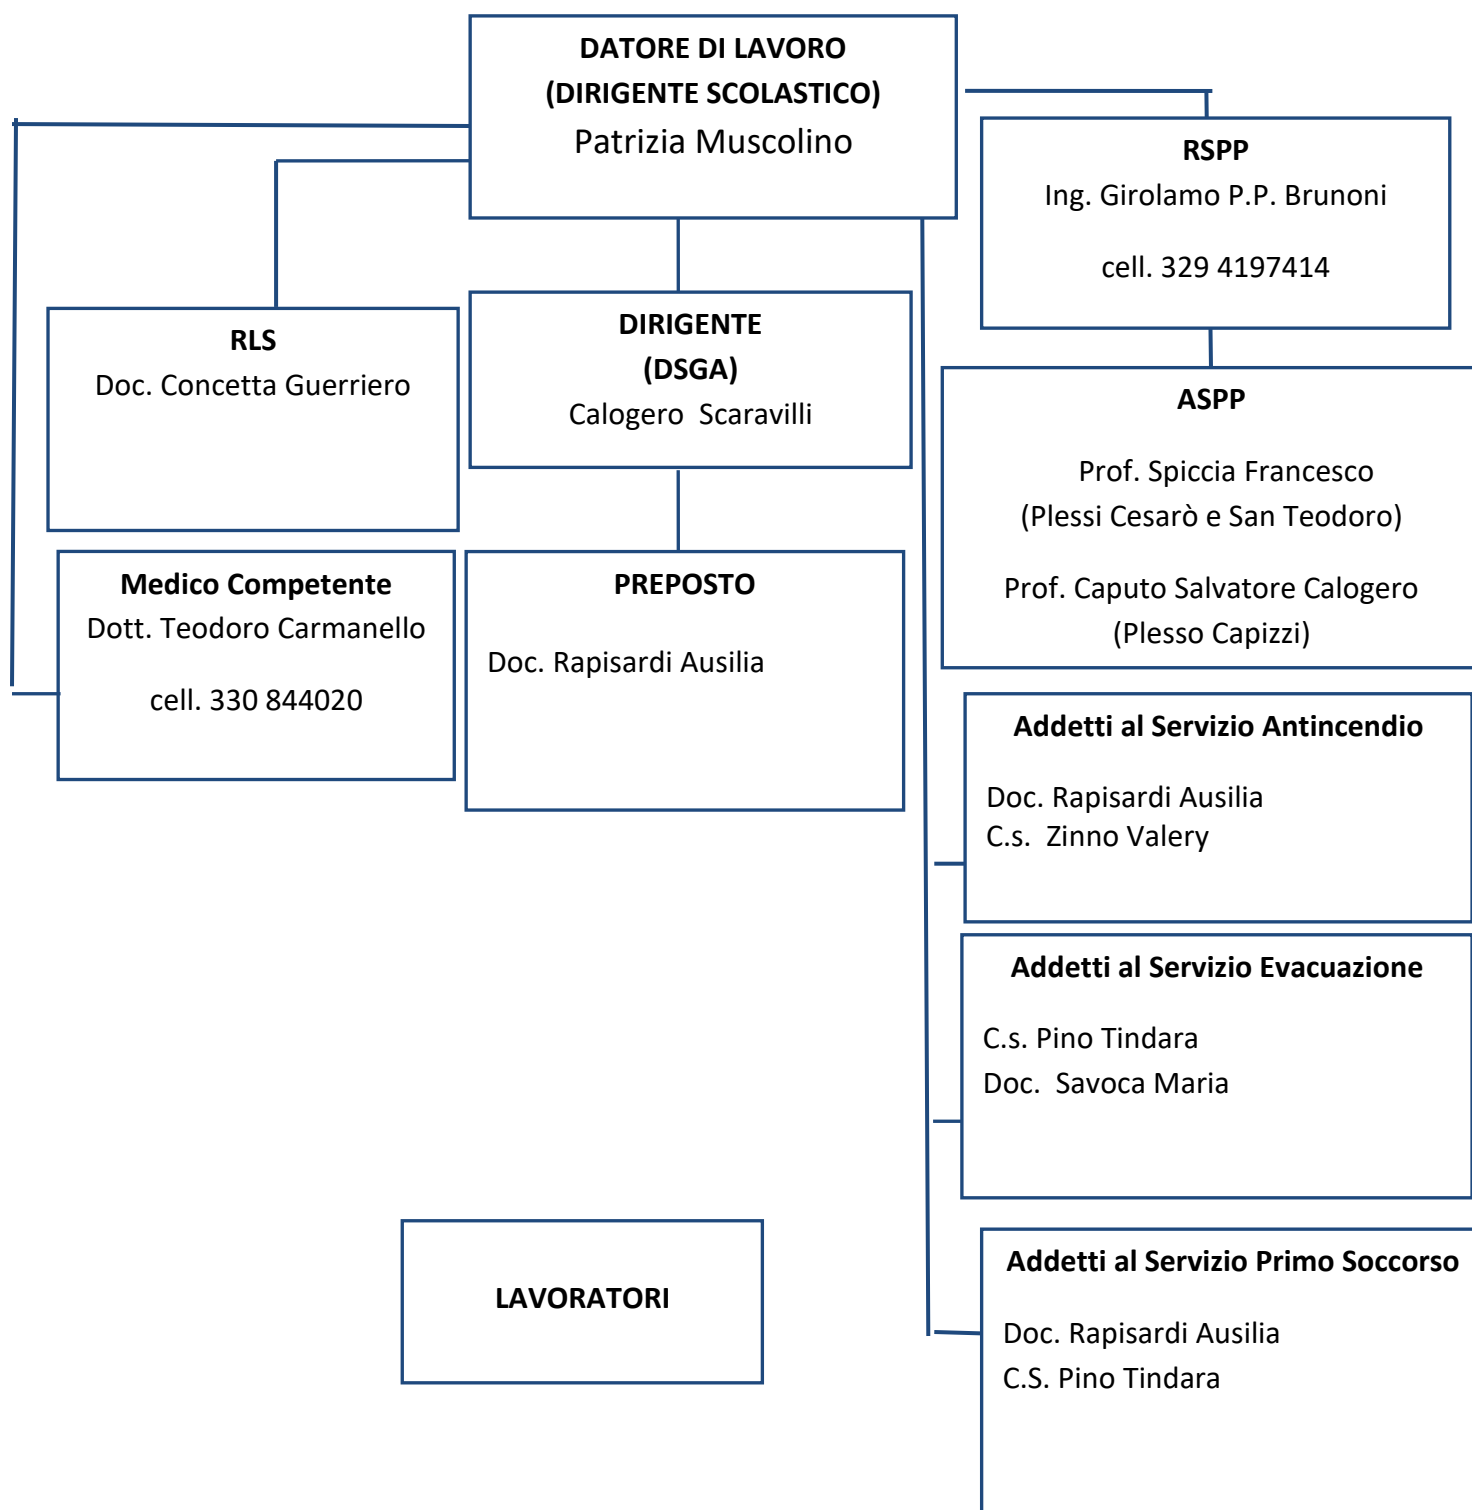 DATORE DI LAVORO
(DIRIGENTE SCOLASTICO)
Patrizia Muscolino
RSPP
Ing. Girolamo P.P. Brunoni
cell. 329 4197414
RLS
Doc. Concetta Guerriero
DIRIGENTE
(DSGA)
Calogero  Scaravilli
ASPP
Prof. Spiccia Francesco
(Plessi Cesarò e San Teodoro)
Prof. Caputo Salvatore Calogero
(Plesso Capizzi)
Medico Competente
Dott. Teodoro Carmanello
cell. 330 844020
PREPOSTO
Doc. Rapisardi Ausilia
Addetti al Servizio Antincendio
Doc. Rapisardi Ausilia
C.s.  Zinno Valery
Addetti al Servizio Evacuazione
C.s. Pino Tindara
Doc.  Savoca Maria
LAVORATORI
Addetti al Servizio Primo Soccorso
Doc. Rapisardi Ausilia
C.S. Pino Tindara